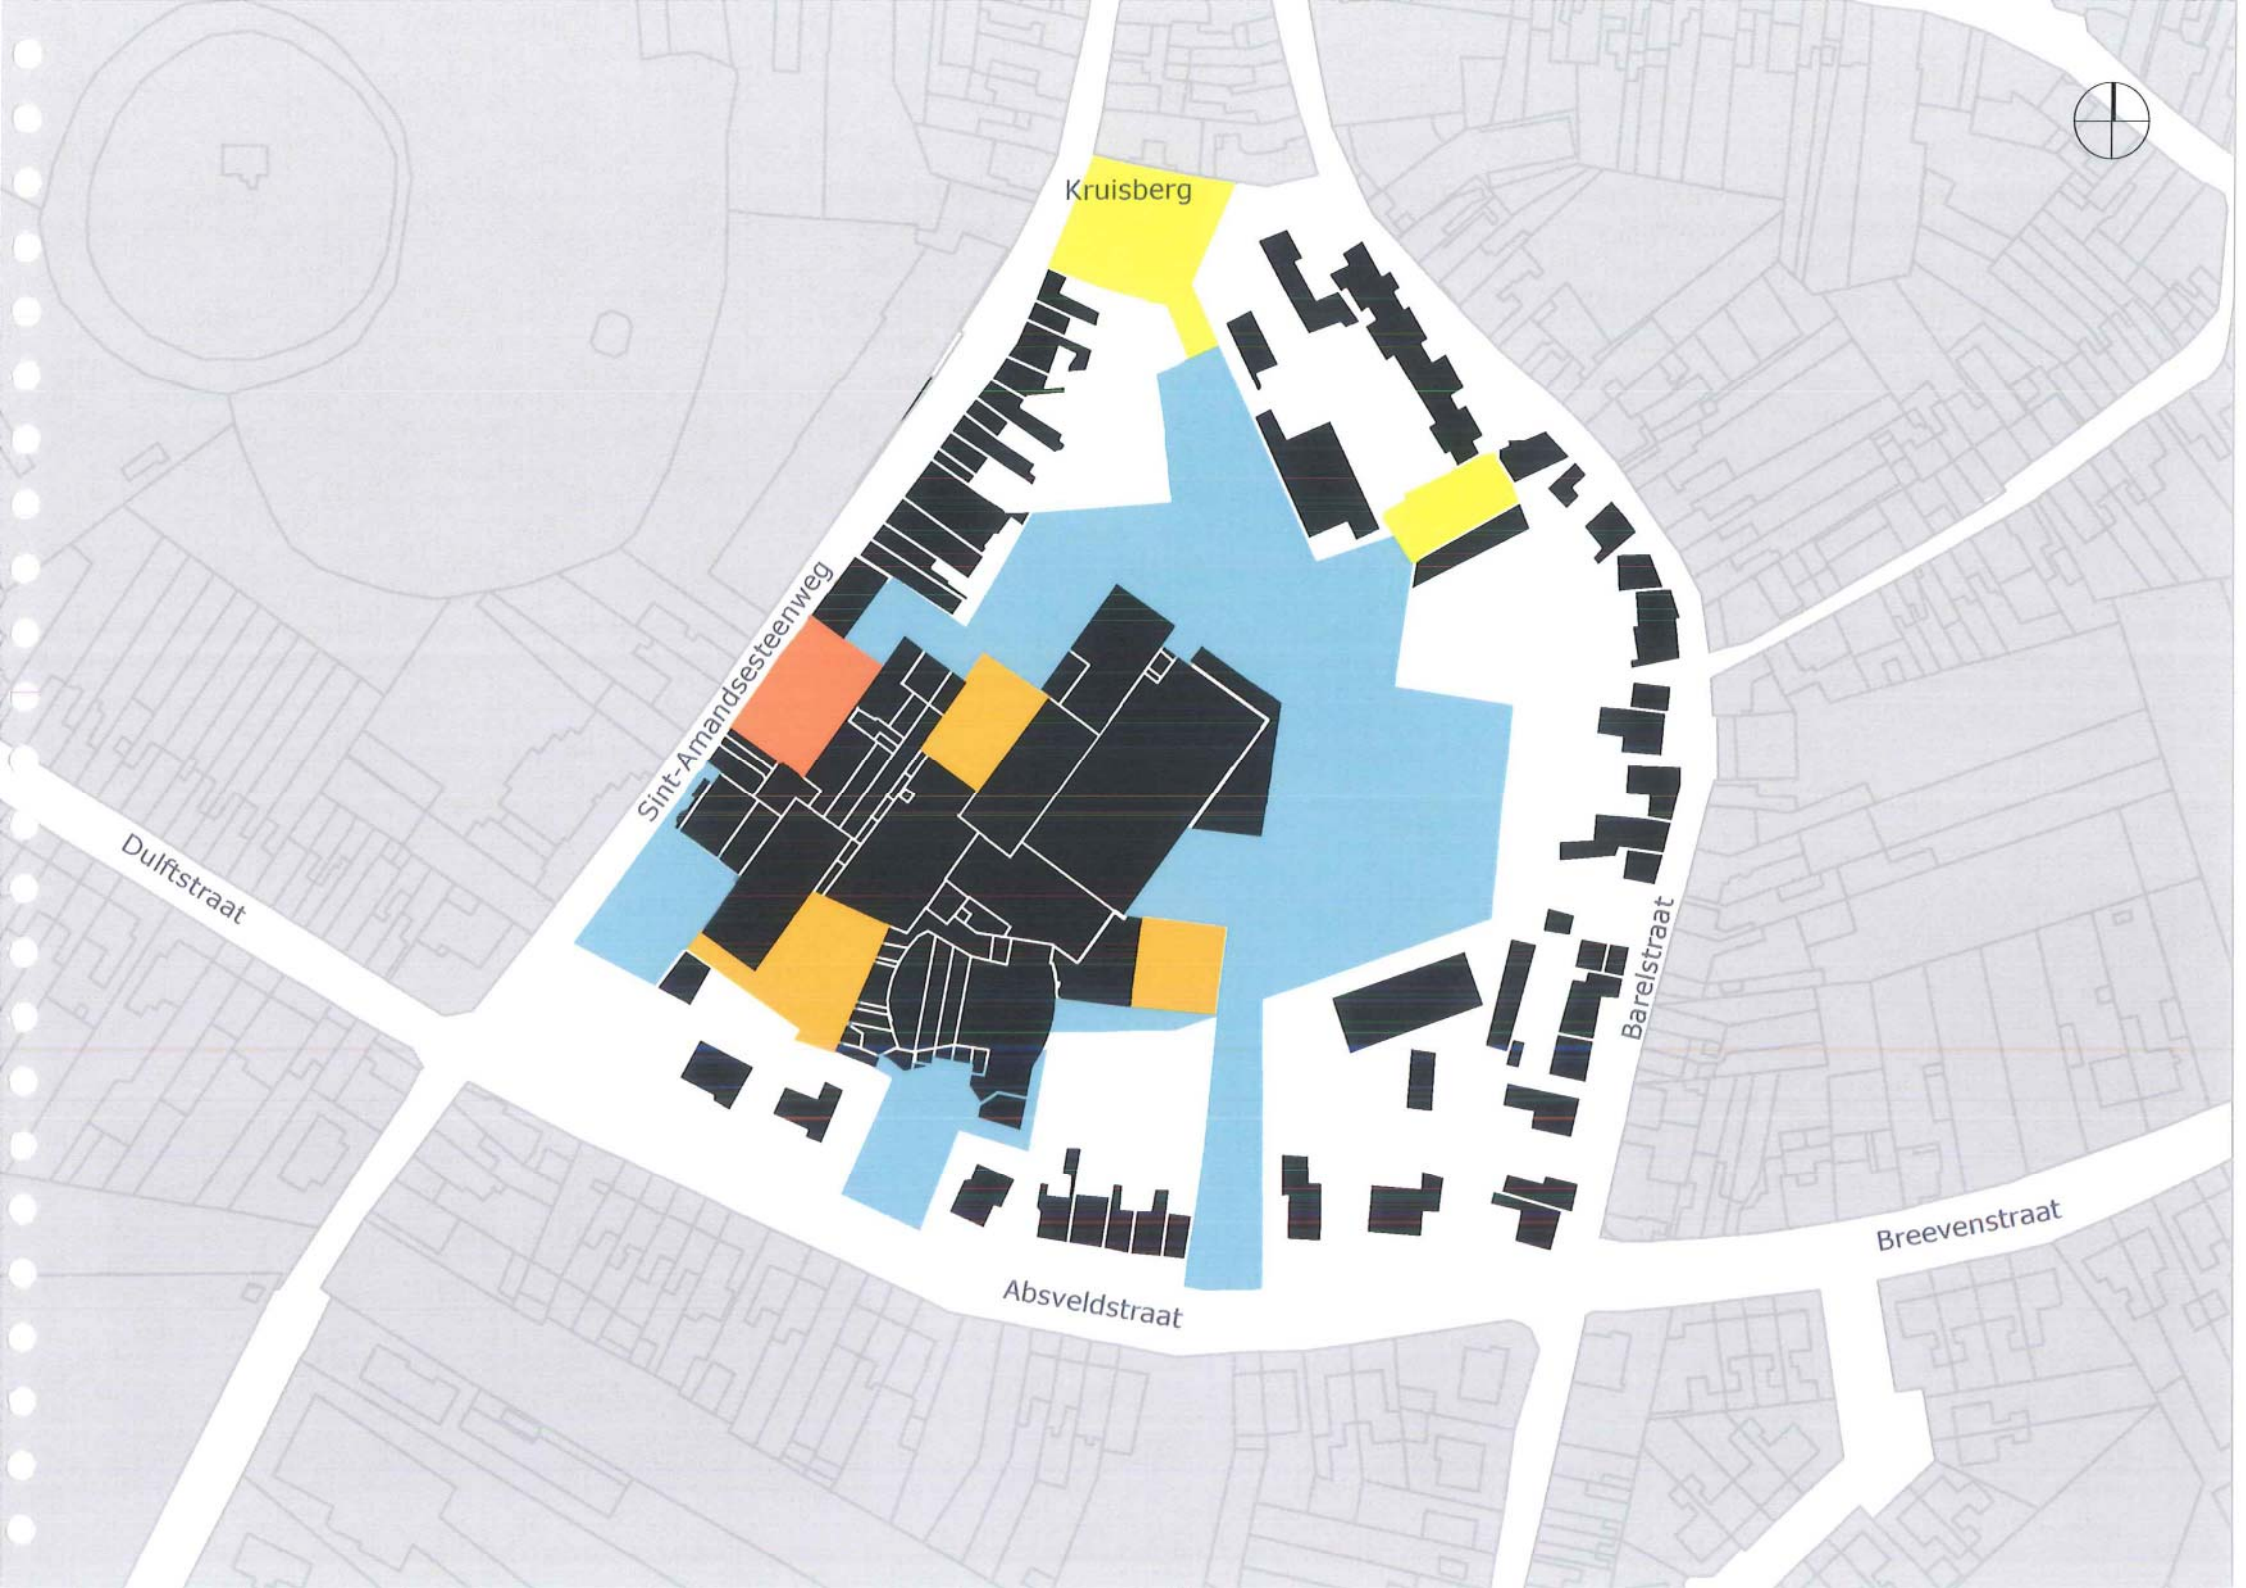 Kruisberg
Sint-Amandsesteenweg
Dulftstraat
Barelstraat
Breevenstraat
Absveldstraat